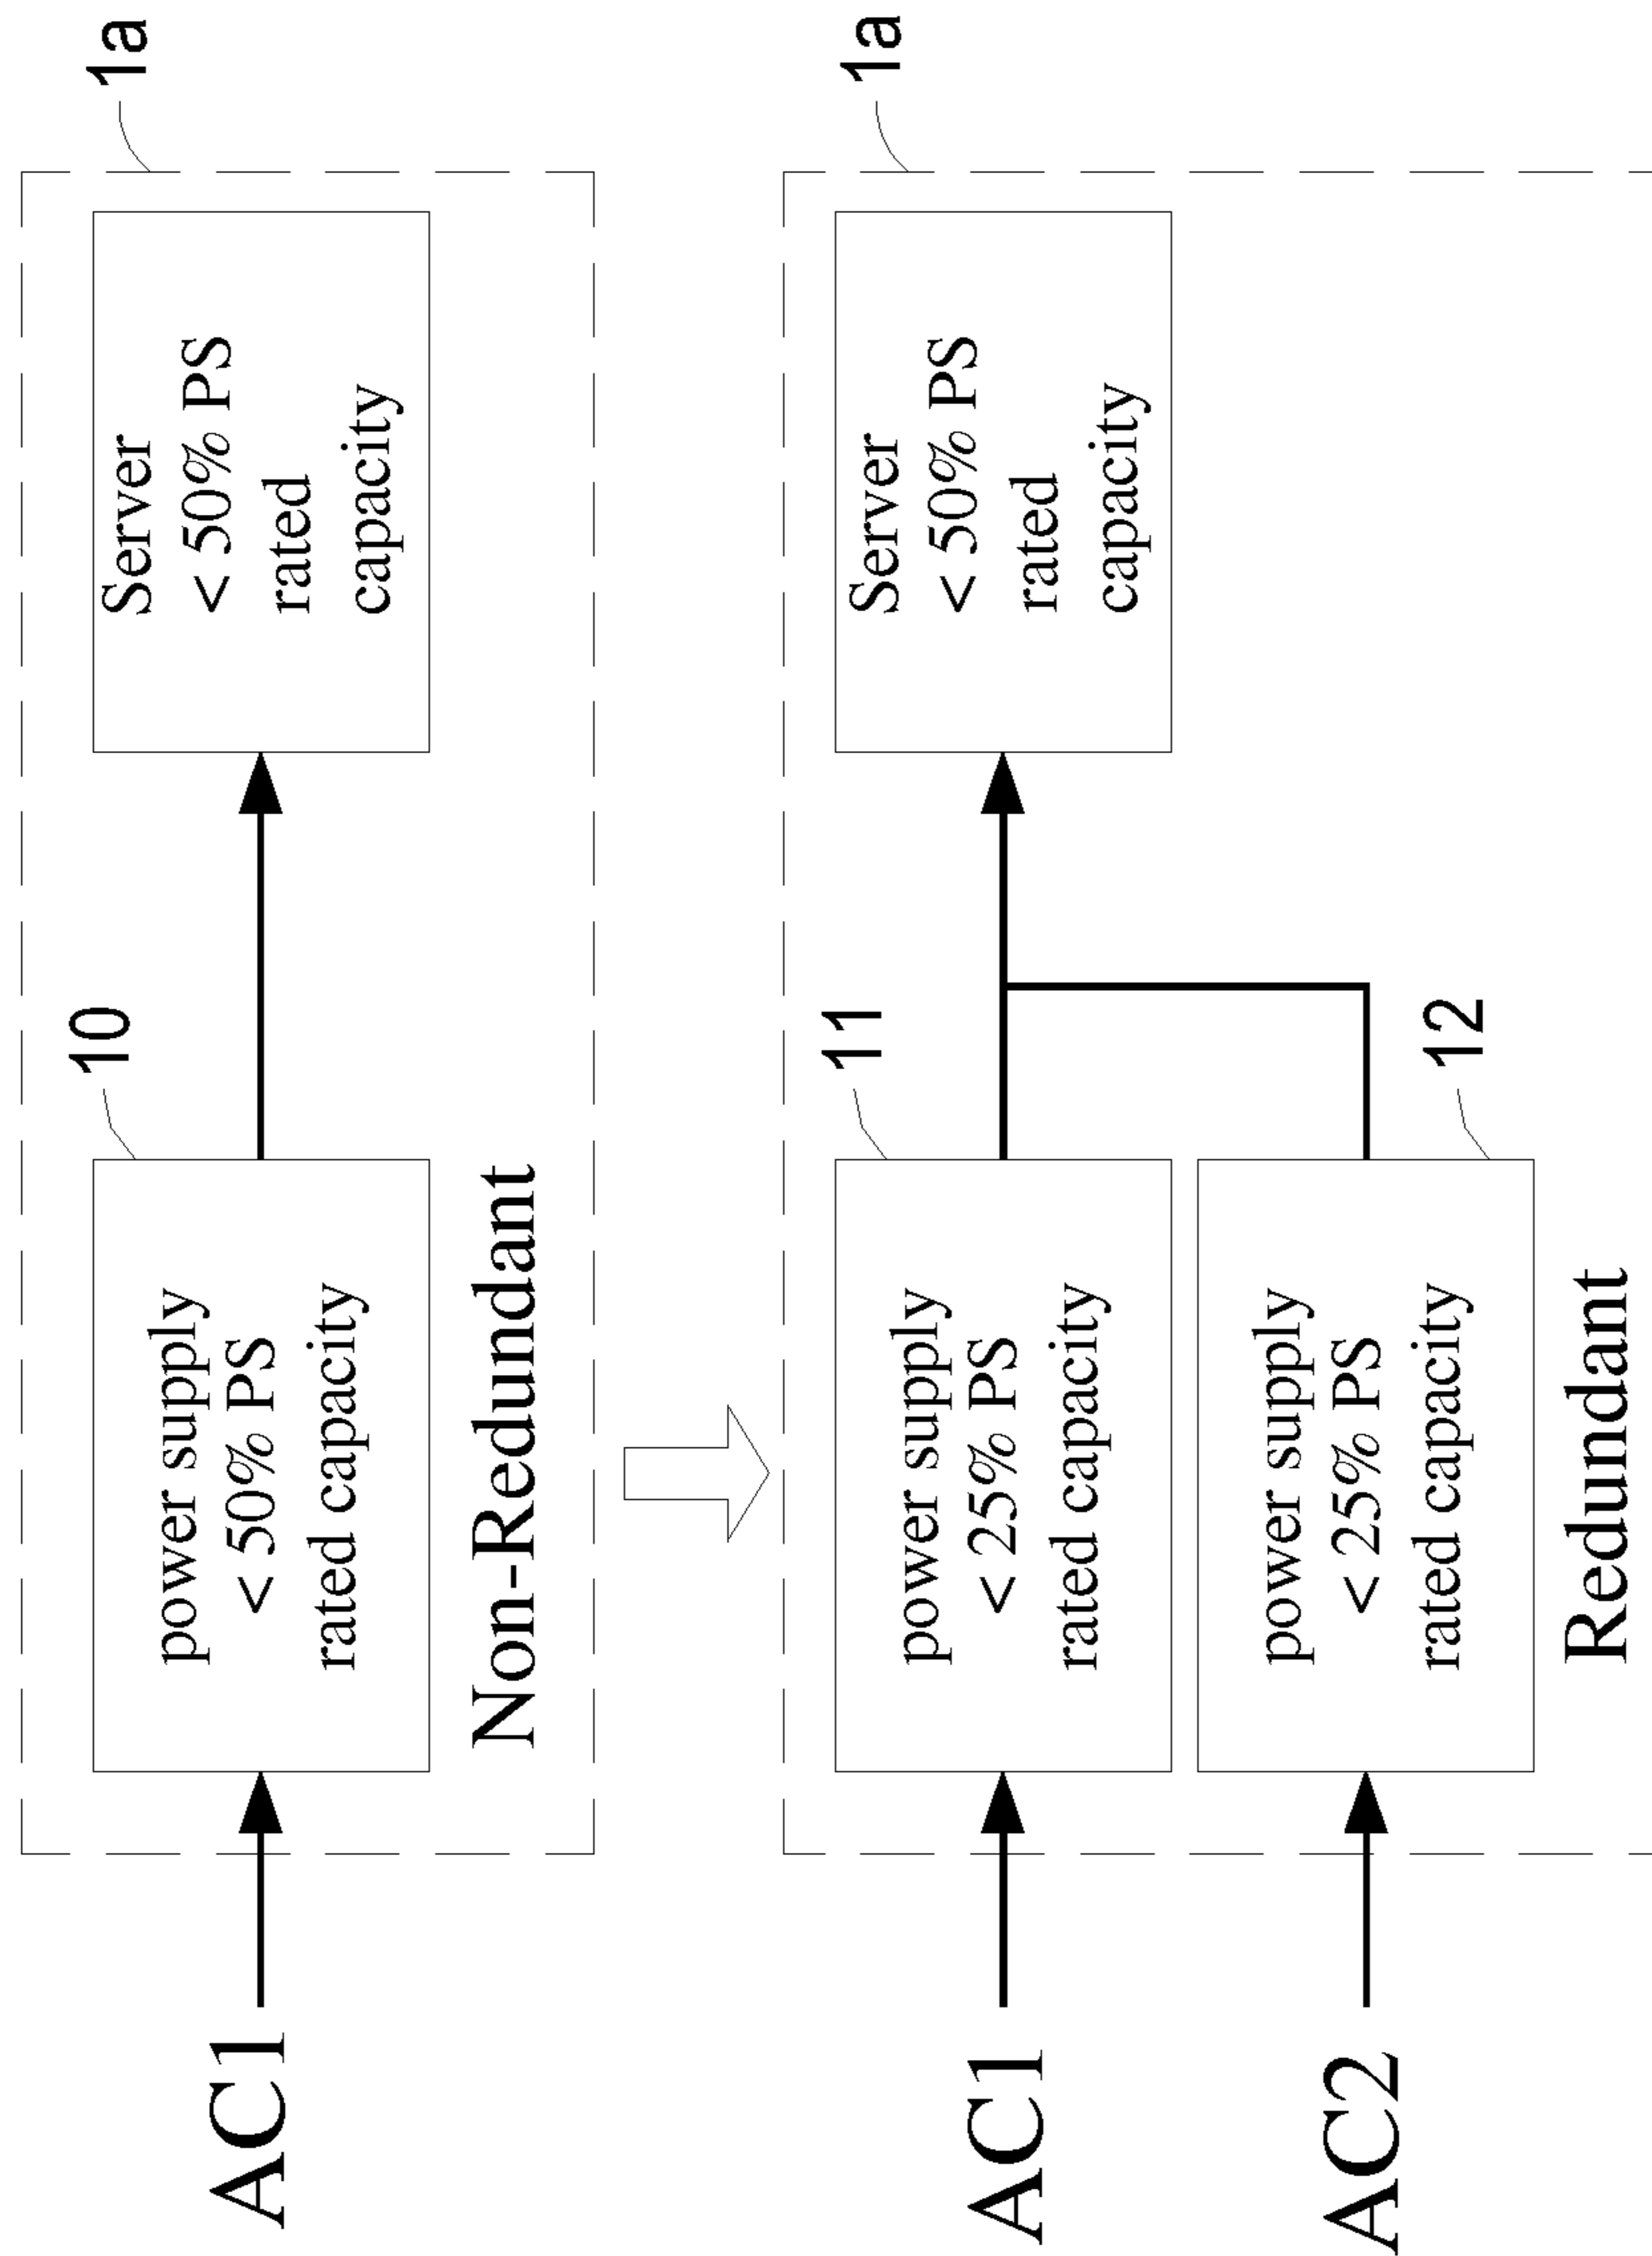 1a
10
AC1
power supply
< 50% PS
rated capacity
Server
< 50% PS
rated
capacity
Non-Redundant
1a
11
AC1
power supply
< 25% PS
rated capacity
Server
< 50% PS
rated
capacity
12
AC2
power supply
< 25% PS
rated capacity
Redundant